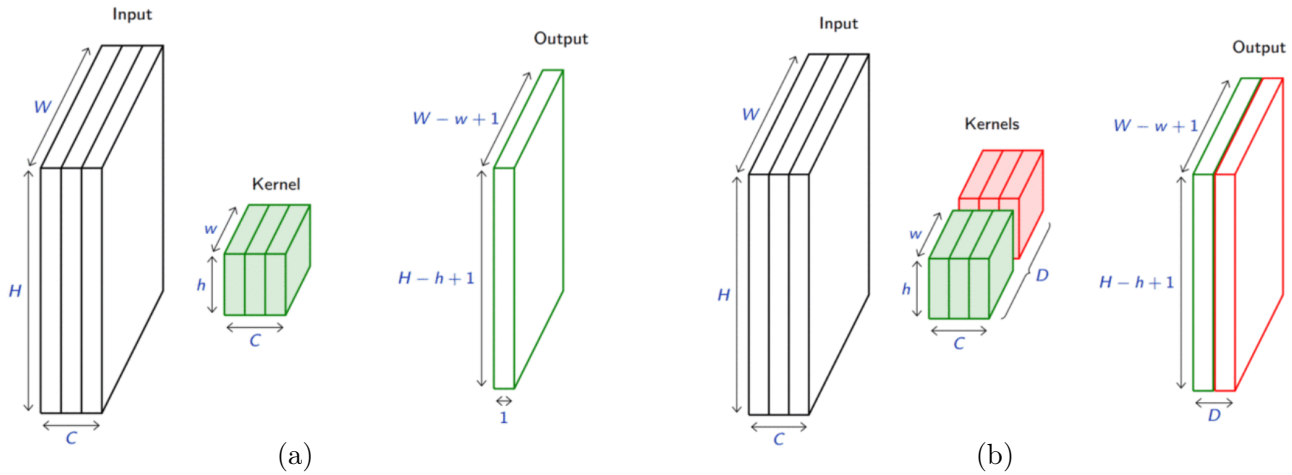 Input
Output
W
W − w + 1
Kernel
w
h
C
H
H − h + 1
C
1
(a)
Input
Output
W
W − w + 1
Kernels
w
h
C
D
H
H − h + 1
C
D
(b)